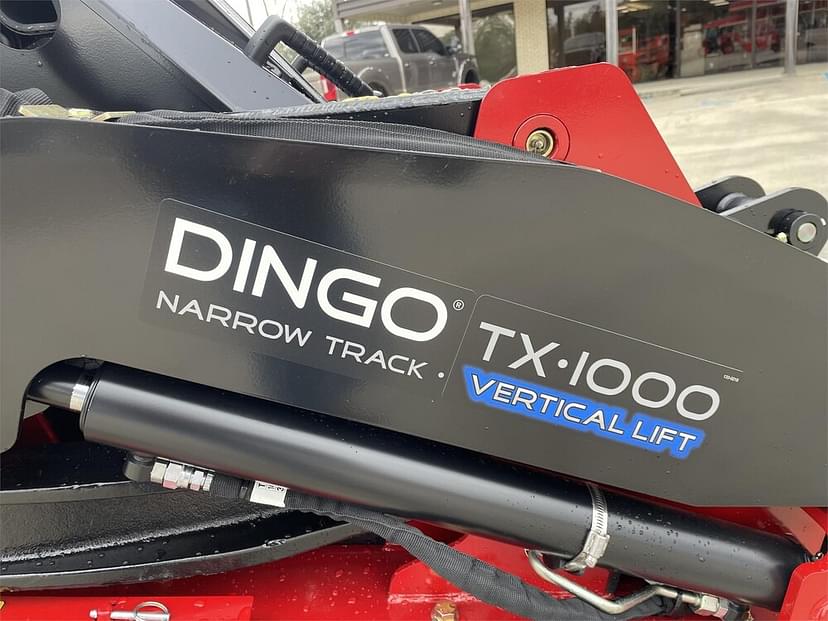 DINGO®
NARROW TRACK •
TX•1000
VERTICAL LIFT